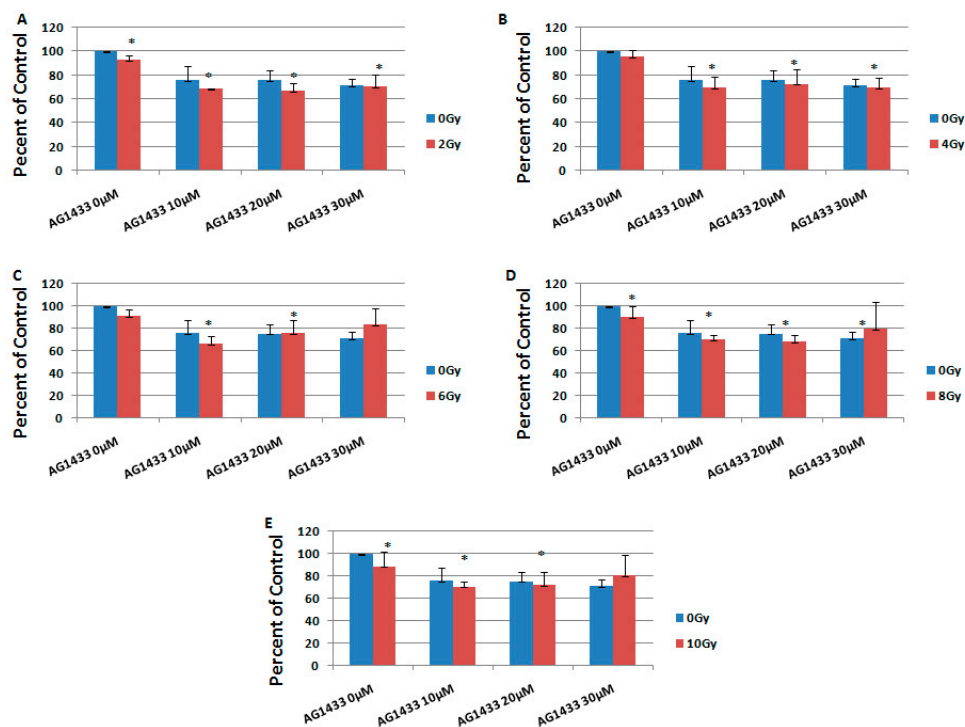 A
*
*
*
*
120
100
80
60
40
20
0
Pecent of Control
0Gy
2Gy
AG1433 0µM
AG1433 10µM
AG1433 20µM
AG1433 30µM
B
*
*
*
120
100
80
60
40
20
0
Percent of Control
0Gy
4Gy
AG1433 0µM
AG1433 10µM
AG1433 20µM
AG1433 30µM
C
*
*
120
100
80
60
40
20
0
Percent of Control
0Gy
6Gy
AG1433 0µM
AG1433 10µM
AG1433 20µM
AG1433 30µM
D
*
*
*
*
120
100
80
60
40
20
0
Percent of Control
0Gy
8Gy
AG1433 0µM
AG1433 10µM
AG1433 20µM
AG1433 30µM
E
*
*
*
120
100
80
60
40
20
0
Percent of Control
0Gy
10Gy
AG1433 0µM
AG1433 10µM
AG1433 20µM
AG1433 30µM